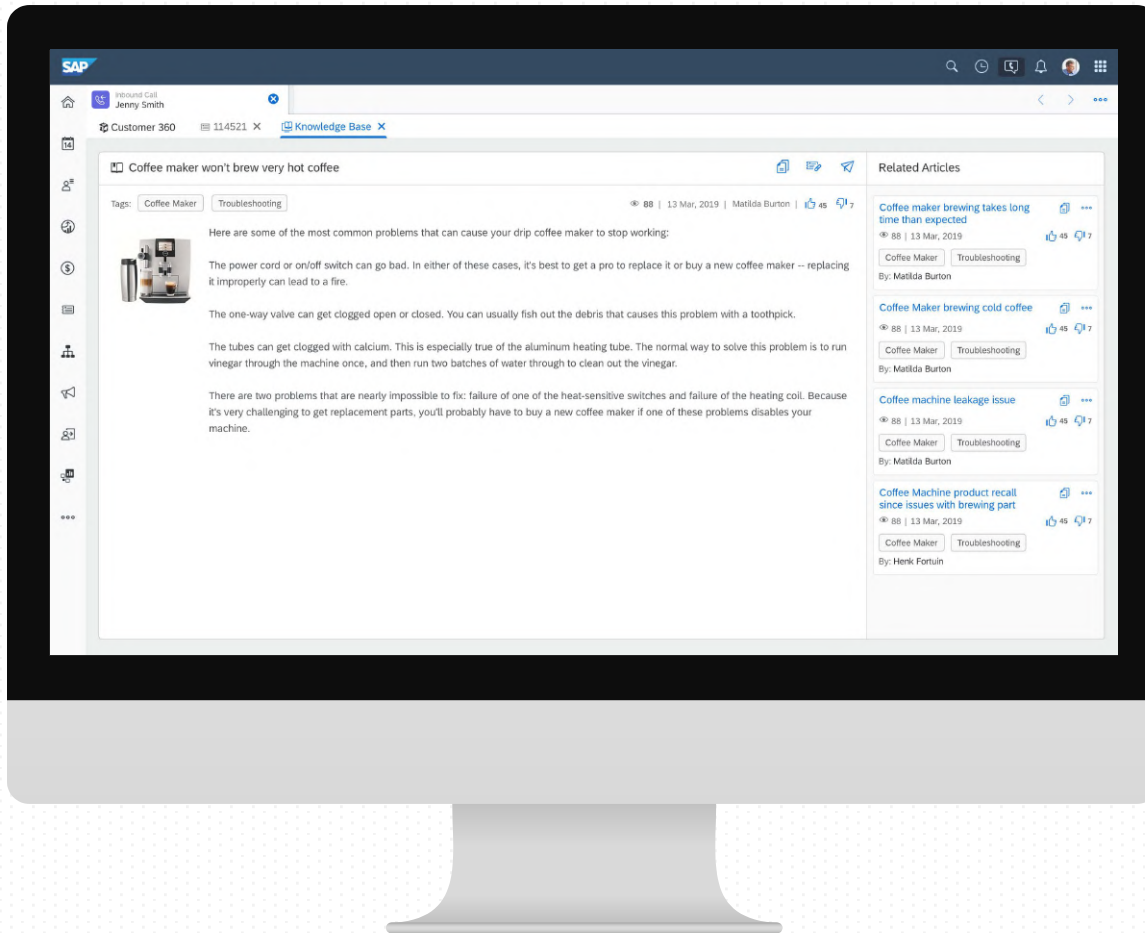 SAP
Inbound Call
Jenny Smith
14
Customer 360
114521
Knowledge Base
Coffee maker won't brew very hot coffee
Tags: Coffee Maker Troubleshooting
88 | 13 Mar, 2019 | Matilda Burton | 45 7
Here are some of the most common problems that can cause your drip coffee maker to stop working:
The power cord or on/off switch can go bad. In either of these cases, it's best to get a pro to replace it or buy a new coffee maker -- replacing
it improperly can lead to a fire.
The one-way valve can get clogged open or closed. You can usually fish out the debris that causes this problem with a toothpick.
The tubes can get clogged with calcium. This is especially true of the aluminum heating tube. The normal way to solve this problem is to run
vinegar through the machine once, and then run two batches of water through to clean out the vinegar.
There are two problems that are nearly impossible to fix: failure of one of the heat-sensitive switches and failure of the heating coil. Because
it's very challenging to get replacement parts, you'll probably have to buy a new coffee maker if one of these problems disables your
machine.
Related Articles
Coffee maker brewing takes long
time than expected
88 | 13 Mar, 2019 45 7
Coffee Maker Troubleshooting
By: Matilda Burton
Coffee Maker brewing cold coffee
88 | 13 Mar, 2019 45 7
Coffee Maker Troubleshooting
By: Matilda Burton
Coffee machine leakage issue
88 | 13 Mar, 2019 45 7
Coffee Maker Troubleshooting
By: Matilda Burton
Coffee Machine product recall
since issues with brewing part
88 | 13 Mar, 2019 45 7
Coffee Maker Troubleshooting
By: Henk Fortuin